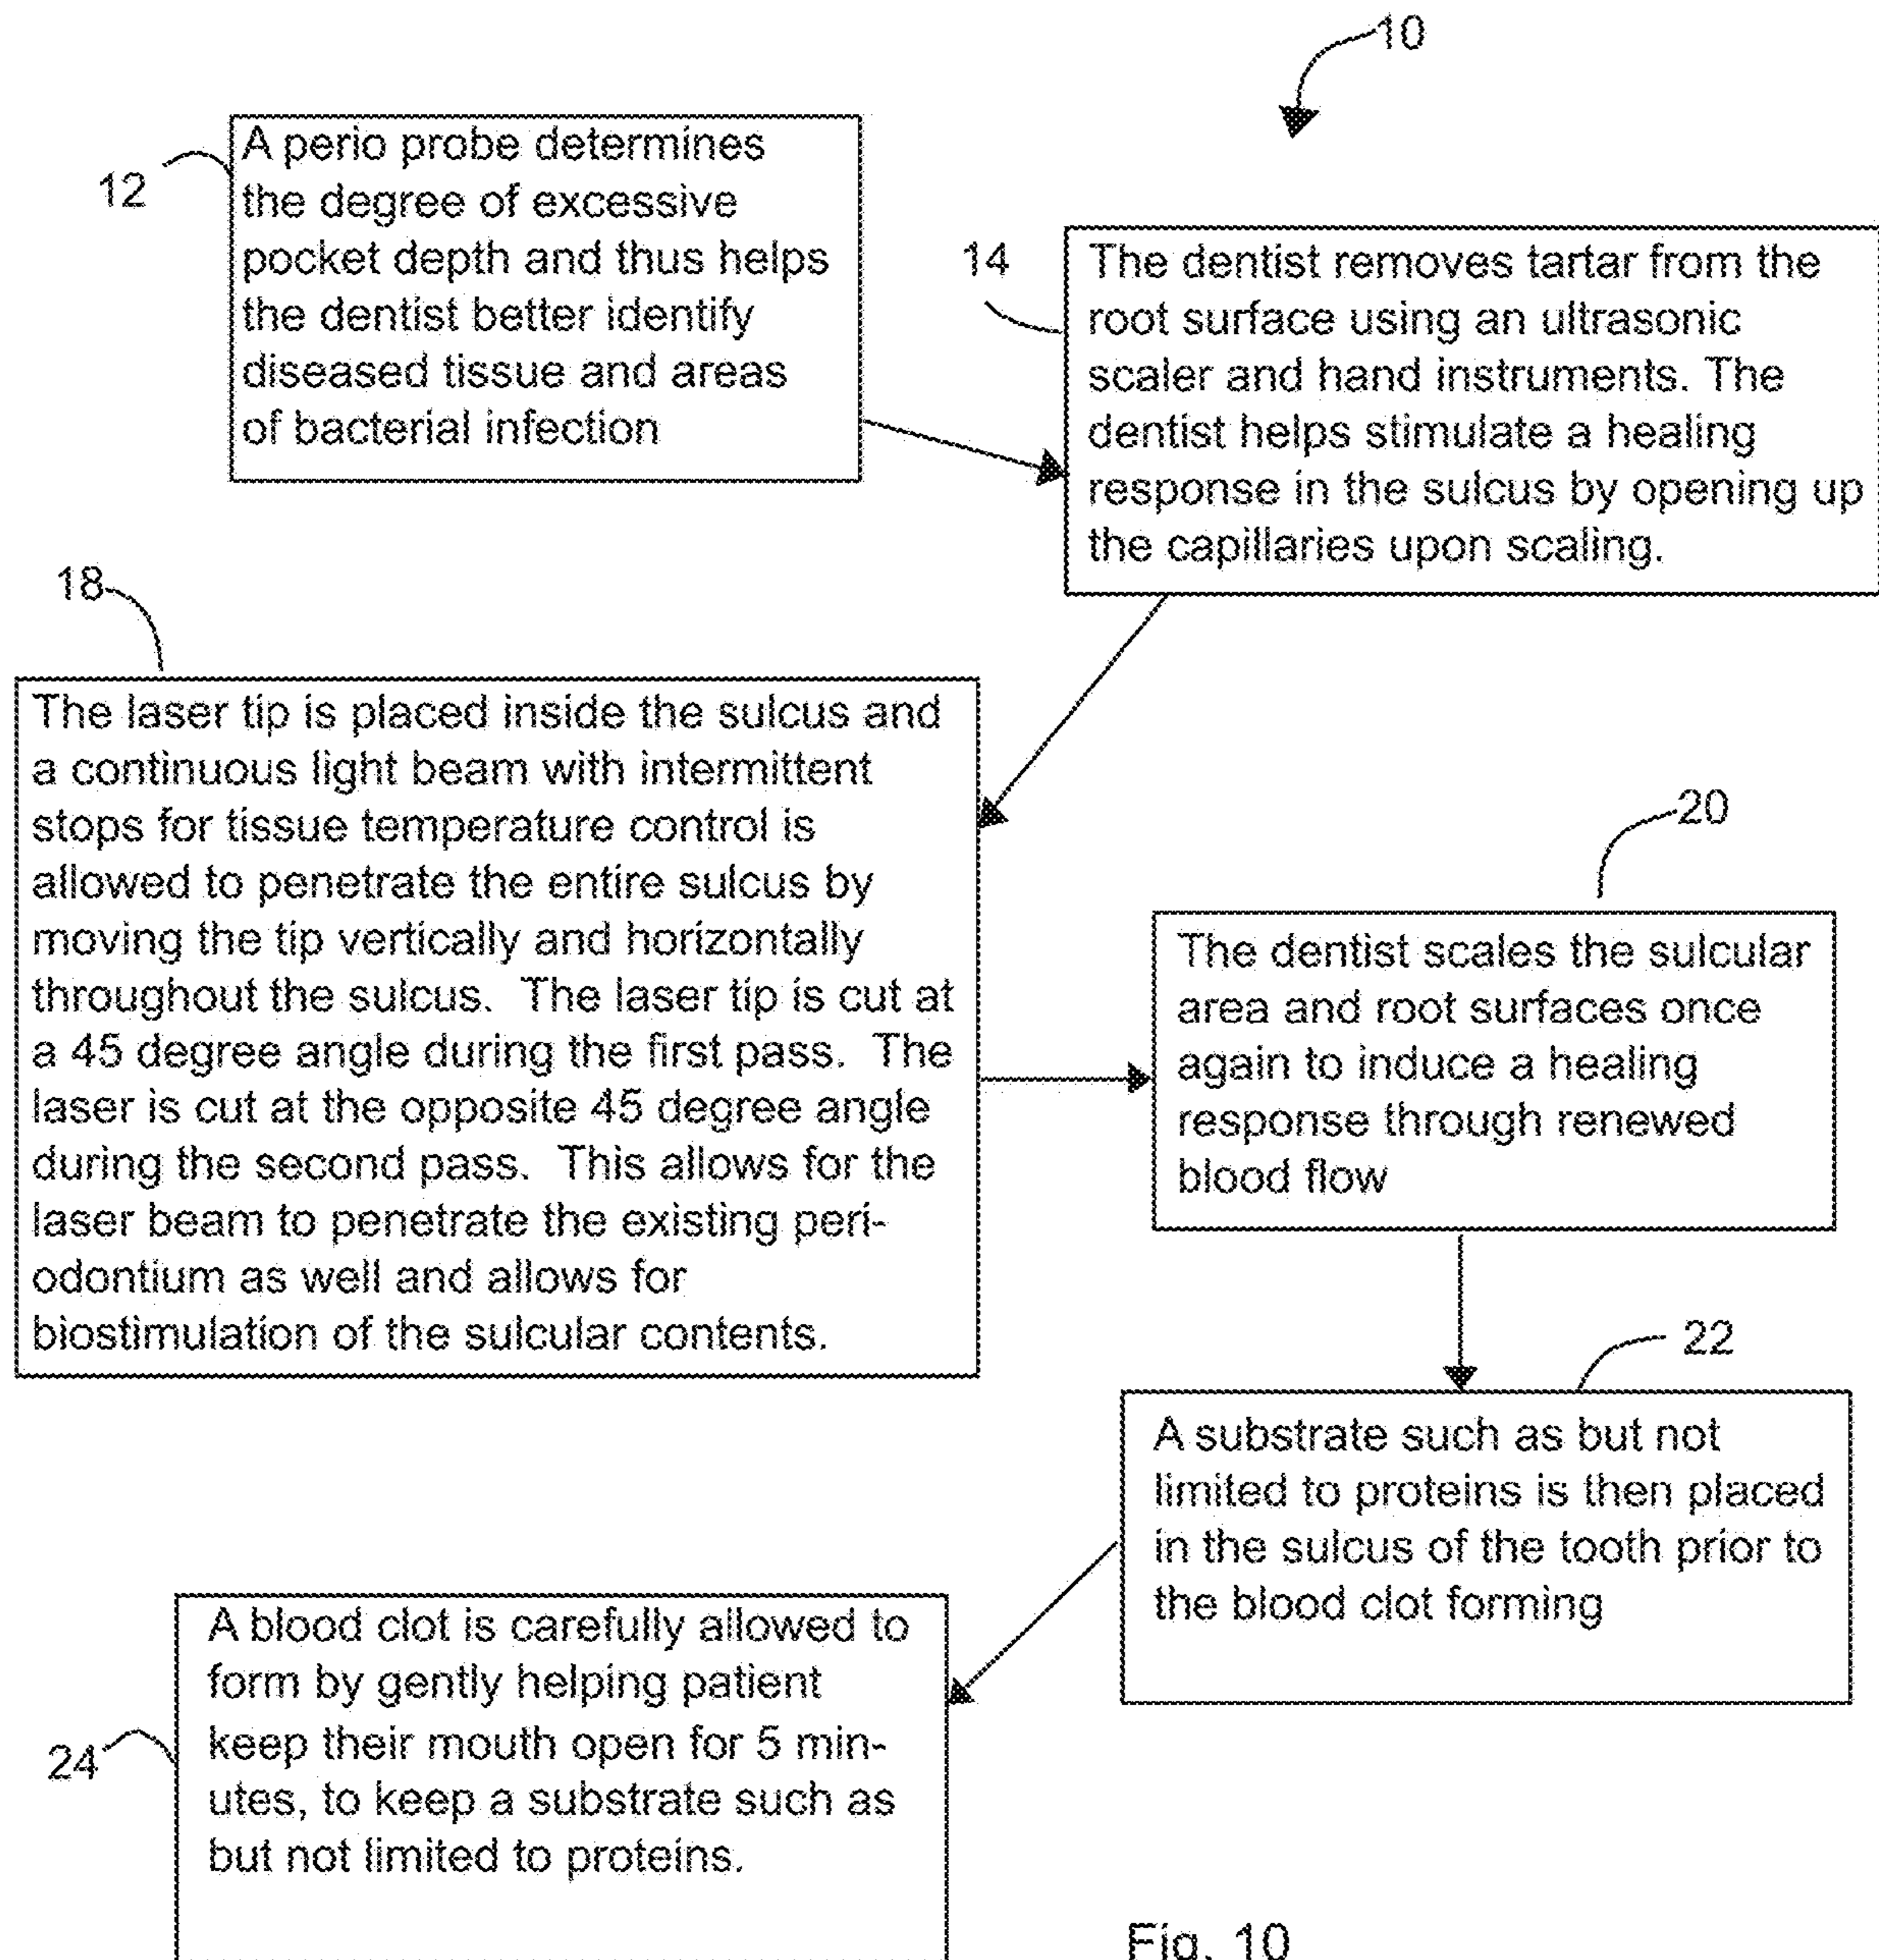 10
12
A perio probe determines
the degree of excessive
pocket depth and thus helps
the dentist better identify
diseased tissue and areas
of bacterial infection
14
The dentist removes tartar from the
root surface using an ultrasonic
scaler and hand instruments. The
dentist helps stimulate a healing
response in the sulcus by opening up
the capillaries upon scaling.
18
The laser tip is placed inside the sulcus and
a continuous light beam with intermittent
stops for tissue temperature control is
allowed to penetrate the entire sulcus by
moving the tip vertically and horizontally
throughout the sulcus. The laser tip is cut at
a 45 degree angle during the first pass. The
laser is cut at the opposite 45 degree angle
during the second pass. This allows for the
laser beam to penetrate the existing peri-
odontium as well and allows for
biostimulation of the sulcular contents.
20
The dentist scales the sulcular
area and root surfaces once
again to induce a healing
response through renewed
blood flow
22
A substrate such as but not
limited to proteins is then placed
in the sulcus of the tooth prior to
the blood clot forming
24
A blood clot is carefully allowed to
form by gently helping patient
keep their mouth open for 5 min-
utes, to keep a substrate such as
but not limited to proteins.
Fig. 10